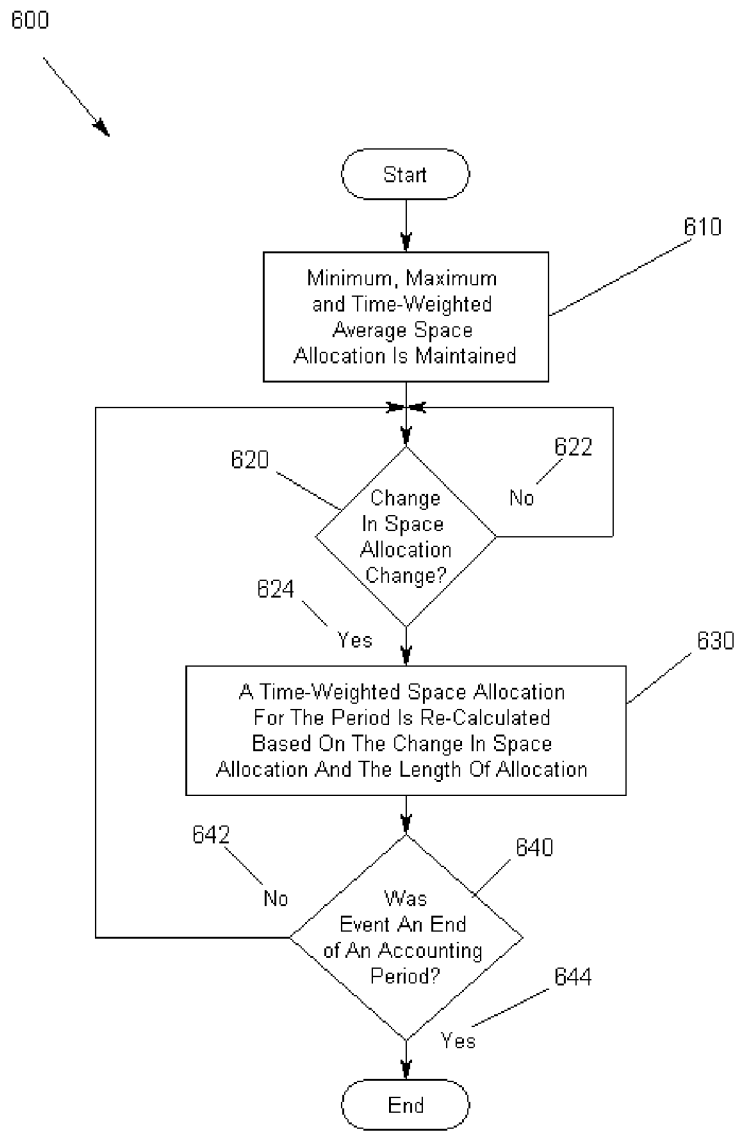 600
Start
610
Minimum, Maximum
and Time-Weighted
Average Space
Allocation Is Maintained
620
622
Change
In Space
Allocation
Change?
No
624
Yes
630
A Time-Weighted Space Allocation
For The Period Is Re-Calculated
Based On The Change In Space
Allocation And The Length Of Allocation
642
No
640
Was
Event An End
of An Accounting
Period?
644
Yes
End